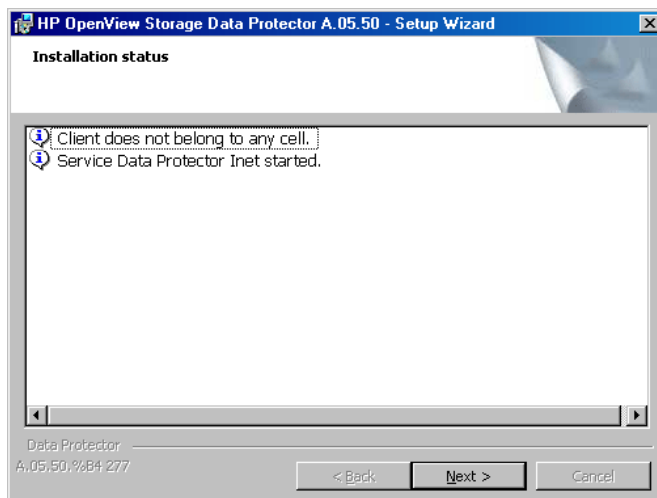 HP OpenView Storage Data Protector A.05.50 - Setup Wizard
Installation status
Client does not belong to any cell.
Service Data Protector Inet started.
Data Protector
A.05.50.%B4 277
< Back
Next >
Cancel